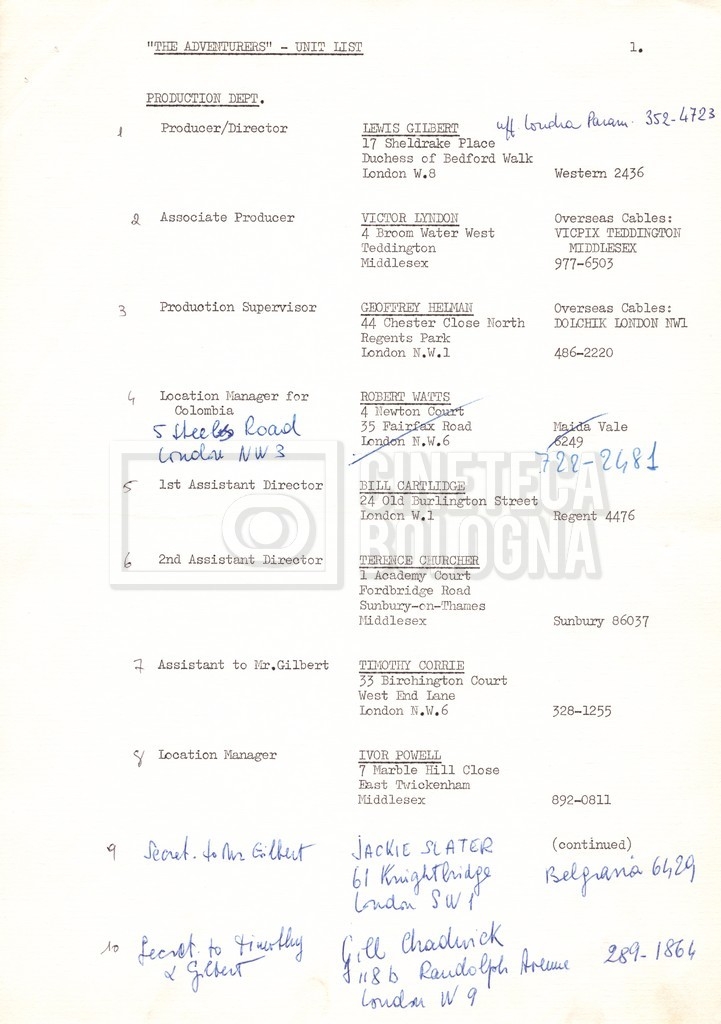 "THE ADVENTURERS" - UNIT LIST 1.
PRODUCTION DEPT.
1 Producer/Director LEWIS GILBERT uff. Londra Param. 352-4723
17 Sheldrake Place
Duchess of Bedford Walk
London W.8 Western 2436
2 Associate Producer VICTOR LYNDON Overseas Cables:
4 Broom Water West VICPIX TEDDINGTON
Teddington MIDDLESEX
Middlesex 977-6503
3 Production Supervisor GEOFFREY HELMAN Overseas Cables:
44 Chester Close North DOLCHIK LONDON NW1
Regents Park
London N.W.1 486-2220
4 Location Manager for ROBERT WATTS
Colombia 4 Newton Court
5 Steeles Road 35 Fairfax Road Maida Vale
London NW3 London N.W.6 6249
722-2481
5 1st Assistant Director BILL CARTLIDGE
24 Old Burlington Street
London W.1 Regent 4476
CINETECA
BOLOGNA
6 2nd Assistant Director TERENCE CHURCHER
1 Academy Court
Fordbridge Road
Sunbury-on-Thames
Middlesex Sunbury 86037
7 Assistant to Mr.Gilbert TIMOTHY CORRIE
33 Birchington Court
West End Lane
London N.W.6 328-1255
8 Location Manager IVOR POWELL
7 Marble Hill Close
East Twickenham
Middlesex 892-0811
(continued)
9 Secret. to Mr Gilbert JACKIE SLATER
61 Knightbridge Belgravia 6429
London SW1
10 Secret. to Timothy Gill Chadwick 289-1864
& Gilbert 118b Randolph Avenue
London W9